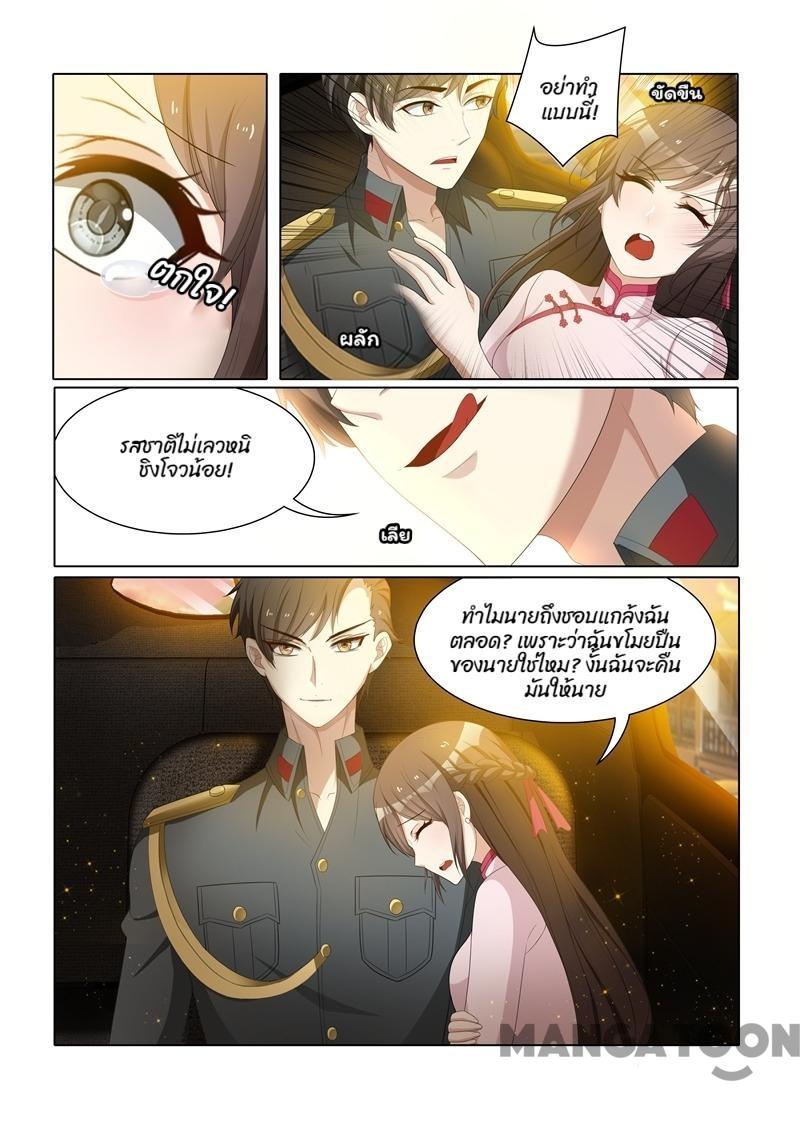 ตกใจ!
อย่าทำ
แบบนี้!
ขัดขืน
ผลัก
รสชาติไม่เลวหนิ
ชิงโจวน้อย!
เลีย
ทำไมนายถึงชอบแกล้งฉัน
ตลอด? เพราะว่าฉันขโมยปืน
ของนายใช่ไหม? งั้นฉันจะคืน
มันให้นาย
MANGATOON